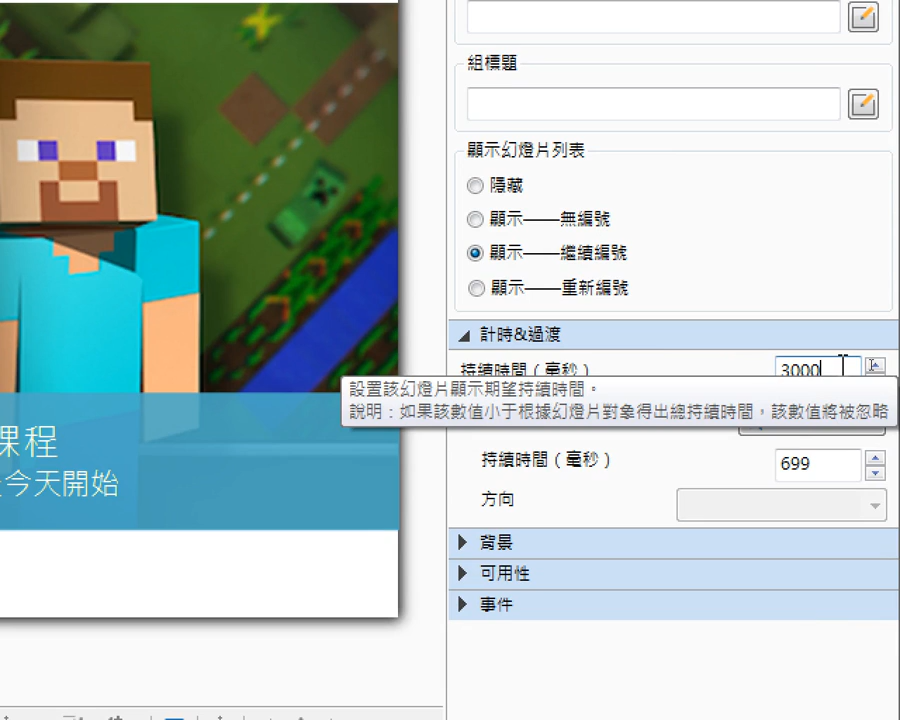 組標題
顯示幻燈片列表
隱藏
顯示——無編號
顯示——繼續編號
顯示——重新編號
計時&過渡
持續時間(毫秒) 3000
設置該幻燈片顯示期望持續時間。
說明：如果該數值小于根據幻燈片對象得出總持續時間，該數值將被忽略
持續時間(毫秒) 699
方向
背景
可用性
事件
課程
今天開始